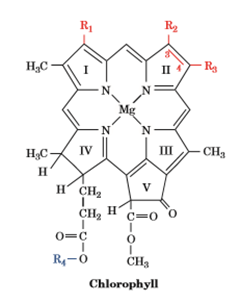 R₁ R₂
3
H₃C I II 4 R₃
N N
Mg
N N
H₃C IV III CH₃
H
H CH₂ V
CH₂ H C=O O
O=C O
R₄—O CH₃
Chlorophyll